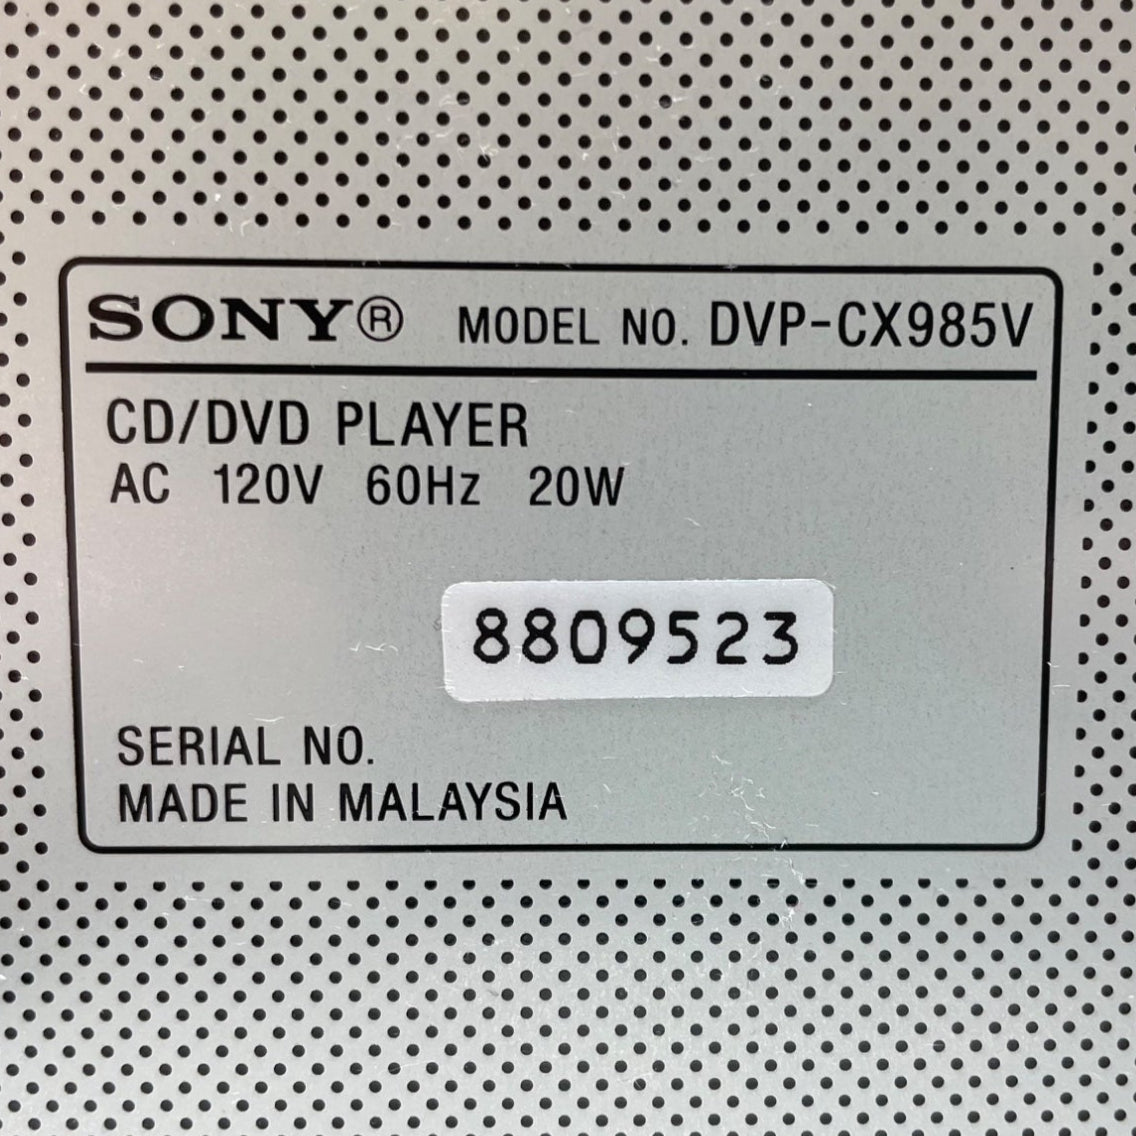 SONY® MODEL NO. DVP-CX985V
CD/DVD PLAYER
AC 120V 60Hz 20W
8809523
SERIAL NO.
MADE IN MALAYSIA